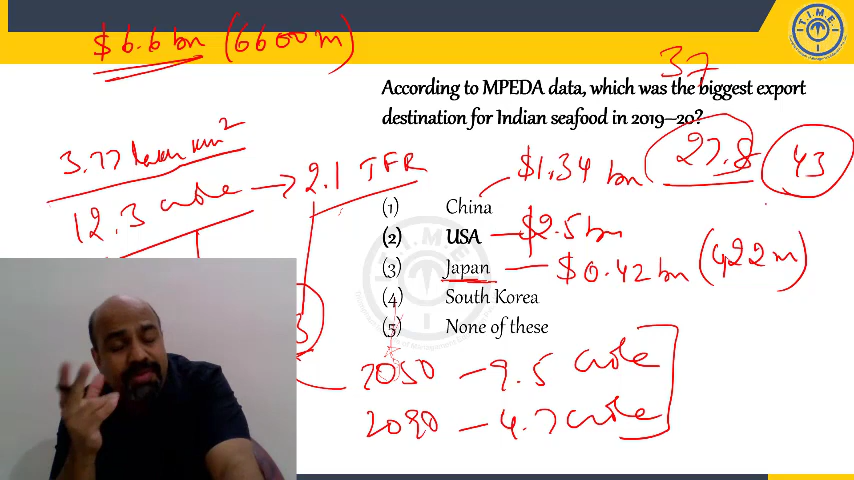 $6.6 bn (6600 m)
T.I.M.E.
37
According to MPEDA data, which was the biggest export
destination for Indian seafood in 2019–20?
3.77 lakh km²
12.3 crore → 2.1 TFR
$1.34 bn 27.8 43
(1) China
(2) USA — $2.5 bn
(3) Japan — $0.42 bn (422 m)
(4) South Korea
(5) None of these
2050 — 9.5 crore
2090 — 4.7 crore